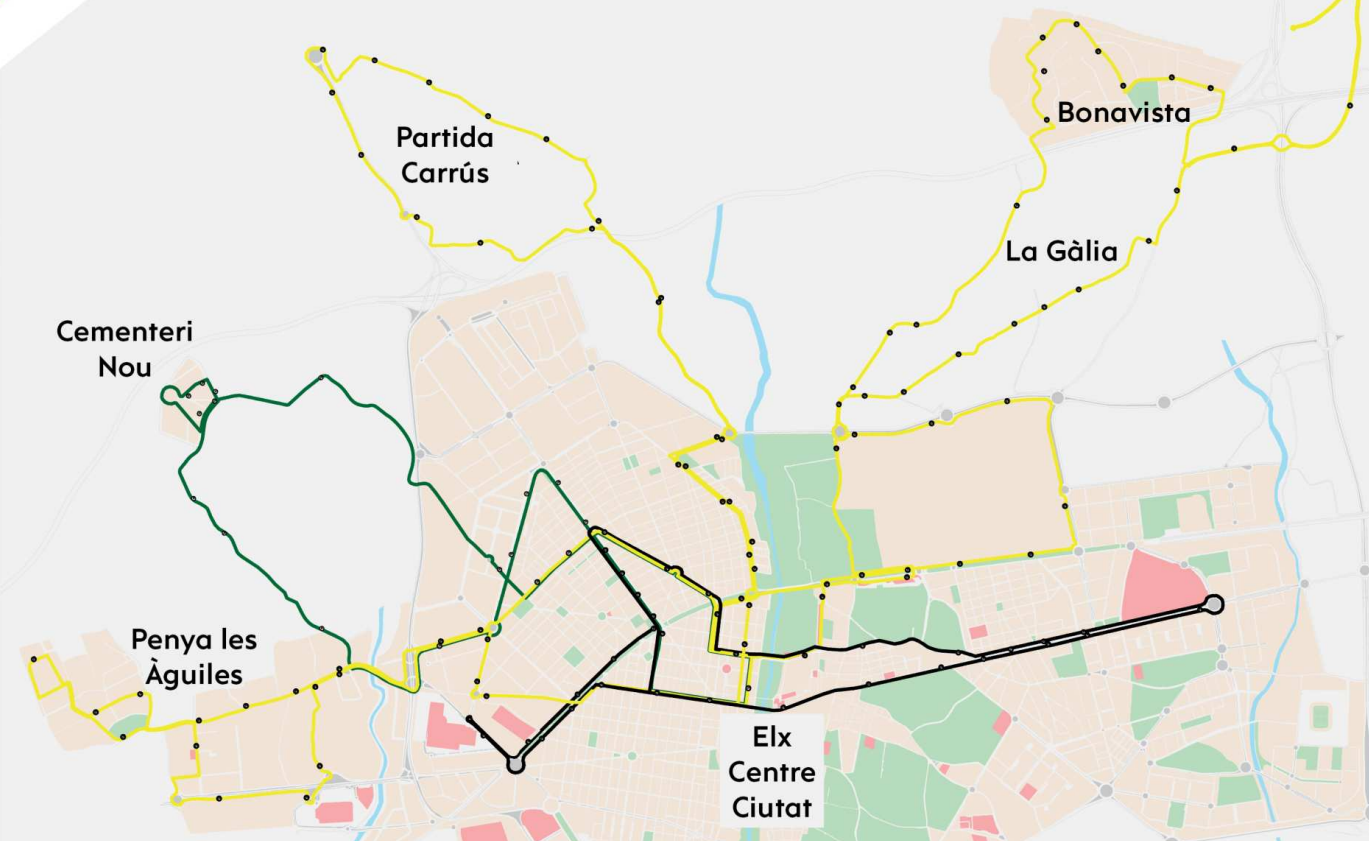 Bonavista
Partida
Carrús
La Gàlia
Cementeri
Nou
Penya les
Àguiles
Elx
Centre
Ciutat